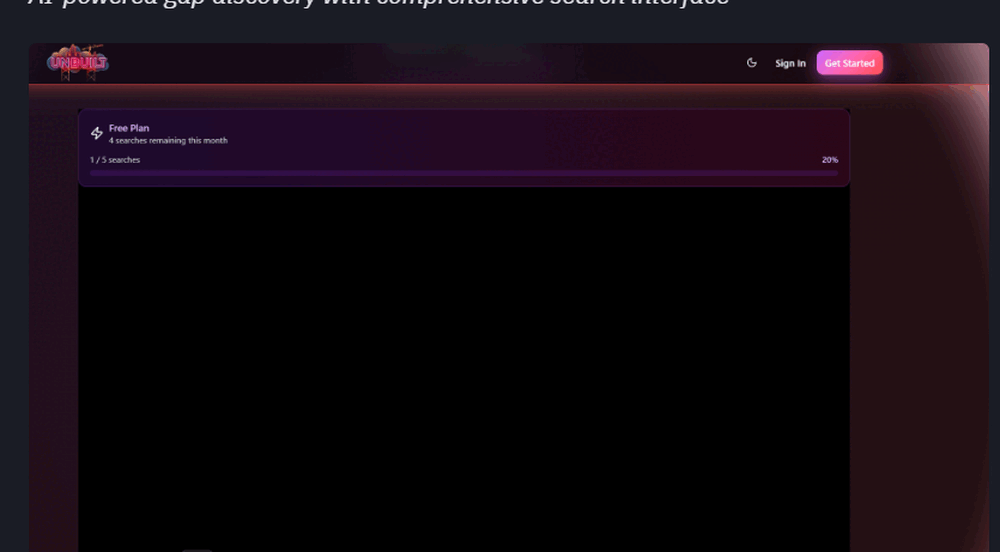 AI-powered gap discovery with comprehensive search interface
UNBUILT
Sign In
Get Started
Free Plan
4 searches remaining this month
1 / 5 searches
20%